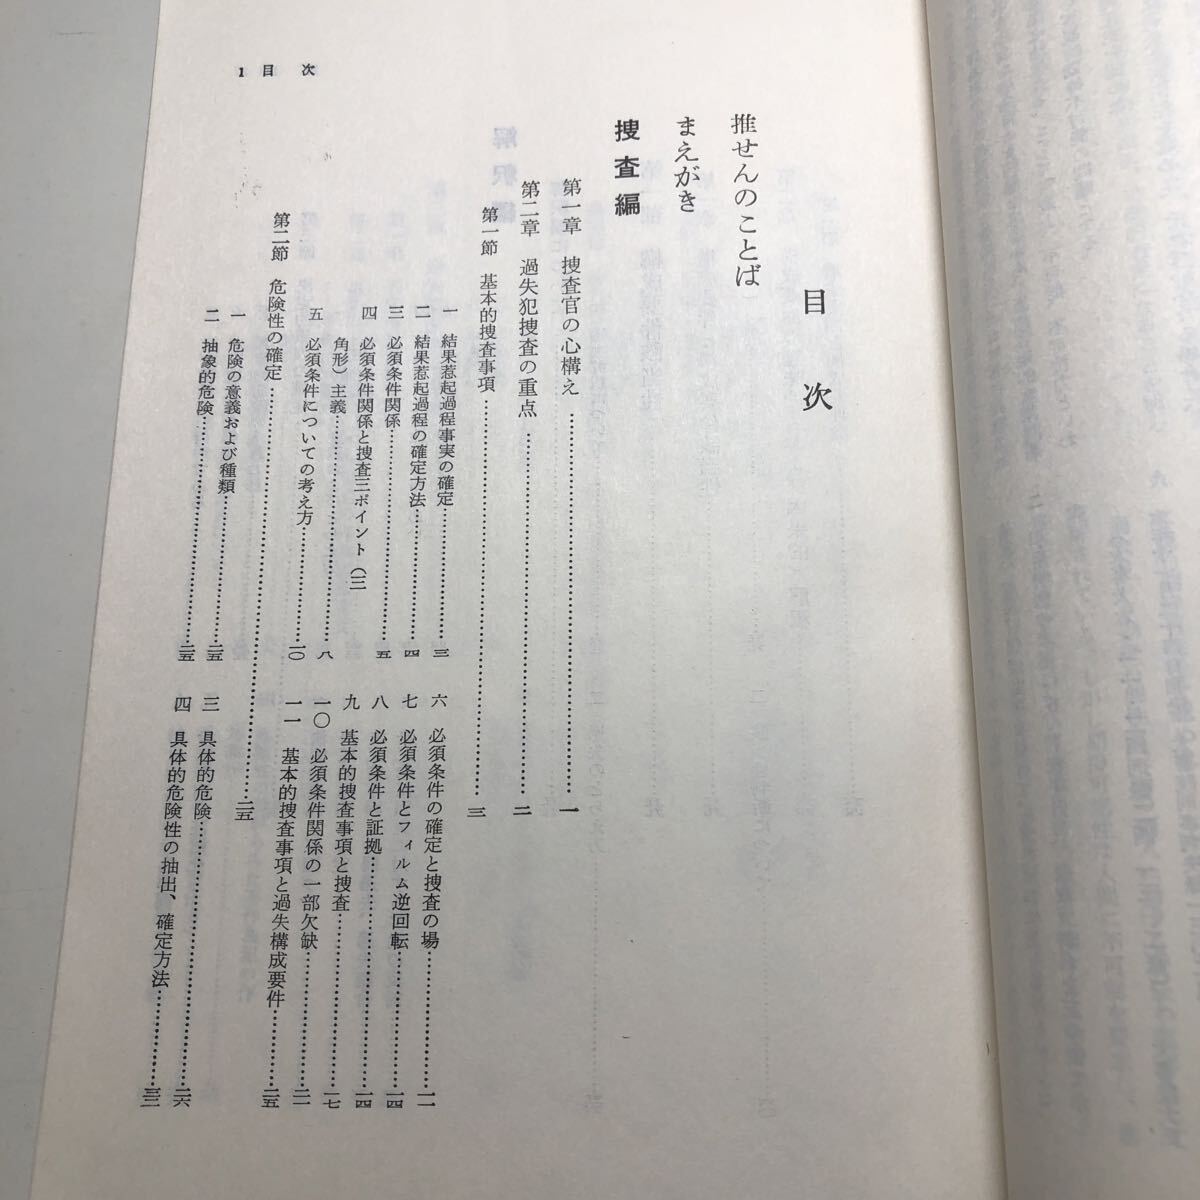 目次
推せんのことば
まえがき
捜査編
第一章 捜査官の心構え……一
第二章 過失犯捜査の重点……二
第一節 基本的捜査事項……三
一 結果惹起過程事実の確定……三
二 結果惹起過程の確定方法……四
三 必須条件関係……五
四 必須条件関係と捜査三ポイント(三
角形)主義……八
五 必須条件についての考え方……一〇
六 必須条件の確定と捜査の場……一一
七 必須条件とフィルム逆回転……一四
八 必須条件と証拠……一四
九 基本的捜査事項と捜査……一七
一〇 必須条件関係の一部欠缺……二一
一一 基本的捜査事項と過失構成要件……二五
第二節 危険性の確定……二五
一 危険の意義および種類……二五
二 抽象的危険……二五
三 具体的危険……二六
四 具体的危険性の抽出、確定方法……三三
1 目次